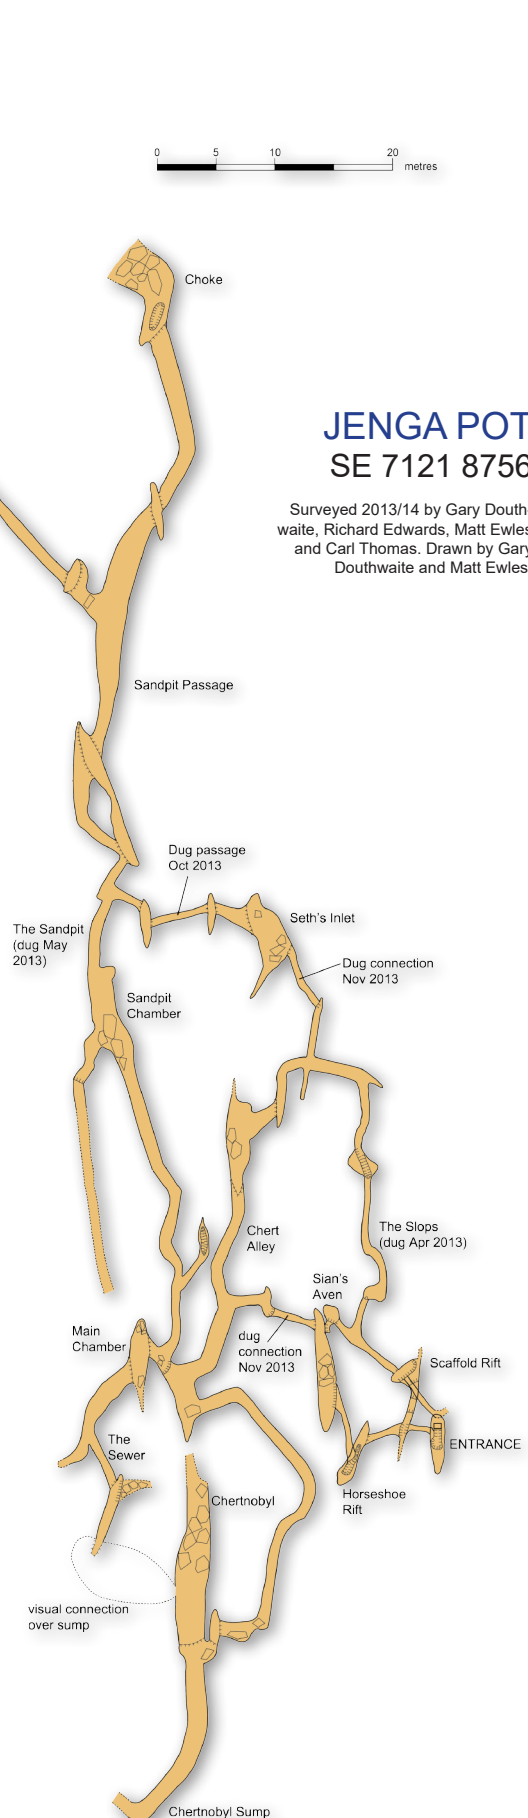 0 5 10 20
metres
Choke
JENGA POT
SE 7121 8756
Surveyed 2013/14 by Gary Douth-
waite, Richard Edwards, Matt Ewles
and Carl Thomas. Drawn by Gary
Douthwaite and Matt Ewles
Sandpit Passage
Dug passage
Oct 2013
Seth's Inlet
The Sandpit
(dug May
2013)
Dug connection
Nov 2013
Sandpit
Chamber
Chert
Alley
The Slops
(dug Apr 2013)
Sian's
Aven
Main
Chamber
dug
connection
Nov 2013
Scaffold Rift
The
Sewer
ENTRANCE
Horseshoe
Rift
Chertnobyl
visual connection
over sump
Chertnobyl Sump